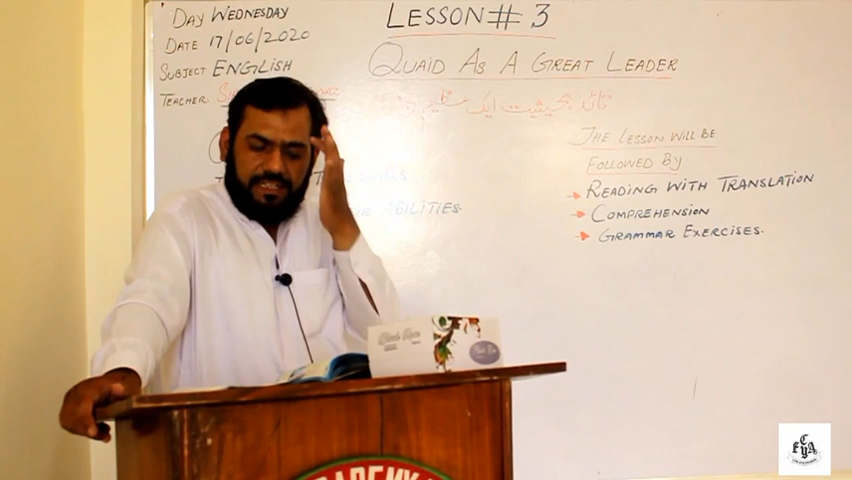 DAY WEDNESDAY
DATE 17/06/2020
SUBJECT ENGLISH
TEACHER
LESSON # 3
QUAID AS A GREAT LEADER
قائد بحیثیت ایک عظیم
ABILITIES.
THE LESSON WILL BE
FOLLOWED BY
→ READING WITH TRANSLATION
→ COMPREHENSION
→ GRAMMAR EXERCISES.
ACADEMY